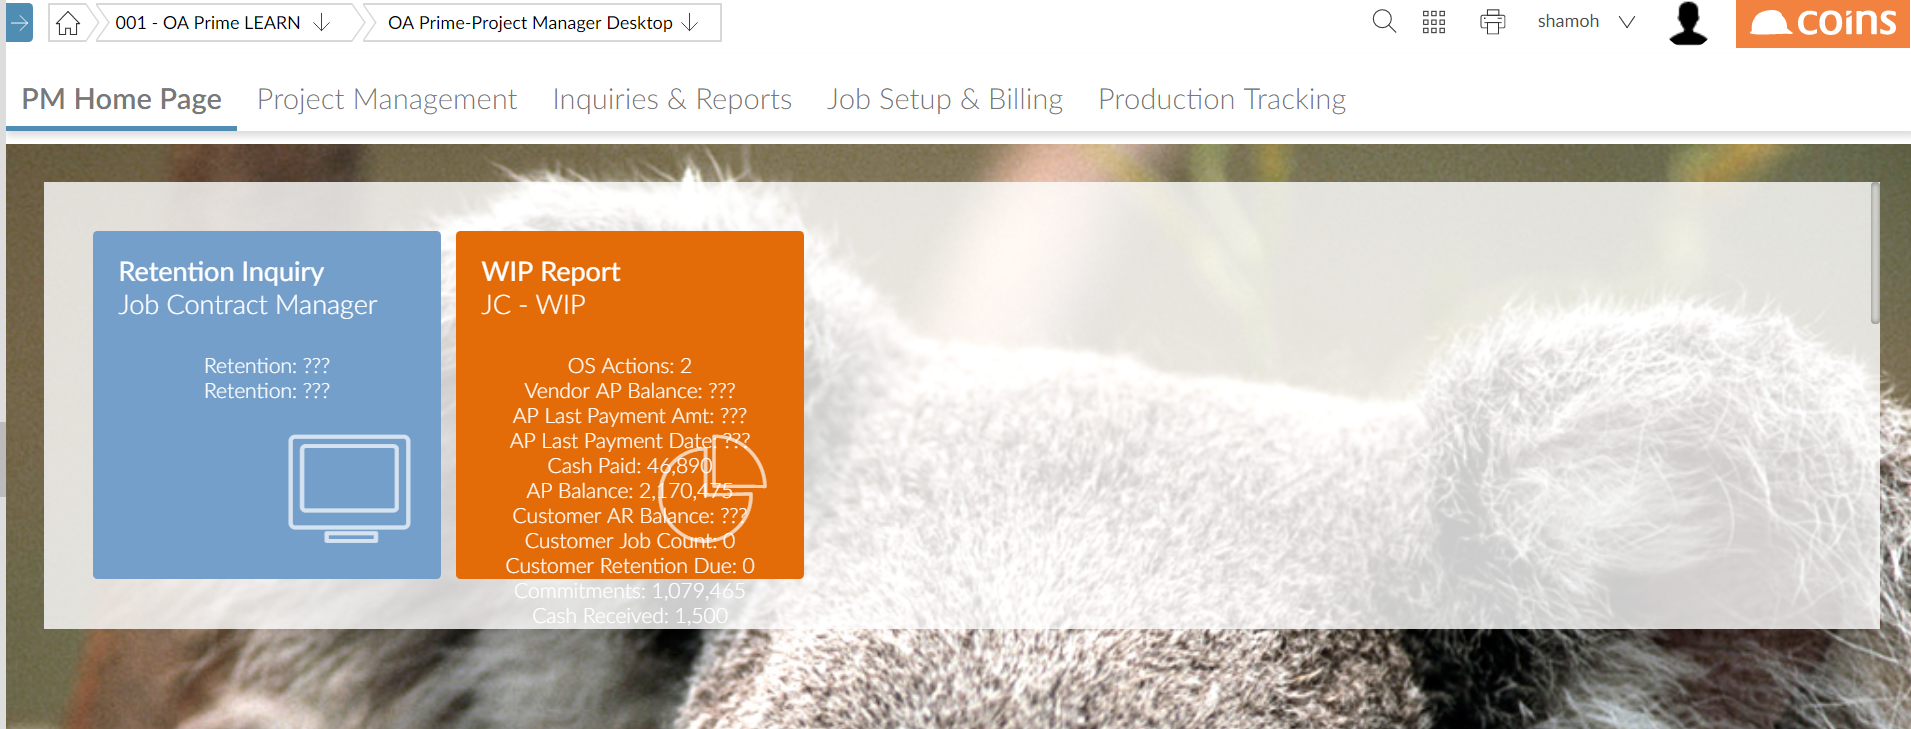 001 - OA Prime LEARN
OA Prime-Project Manager Desktop
shamoh
coins
PM Home Page
Project Management
Inquiries & Reports
Job Setup & Billing
Production Tracking
Retention Inquiry
Job Contract Manager
Retention: ???
Retention: ???
WIP Report
JC - WIP
OS Actions: 2
Vendor AP Balance: ???
AP Last Payment Amt: ???
AP Last Payment Date: ???
Cash Paid: 46,890
AP Balance: 2,170,475
Customer AR Balance: ???
Customer Job Count: 0
Customer Retention Due: 0
Commitments: 1,079,465
Cash Received: 1,500